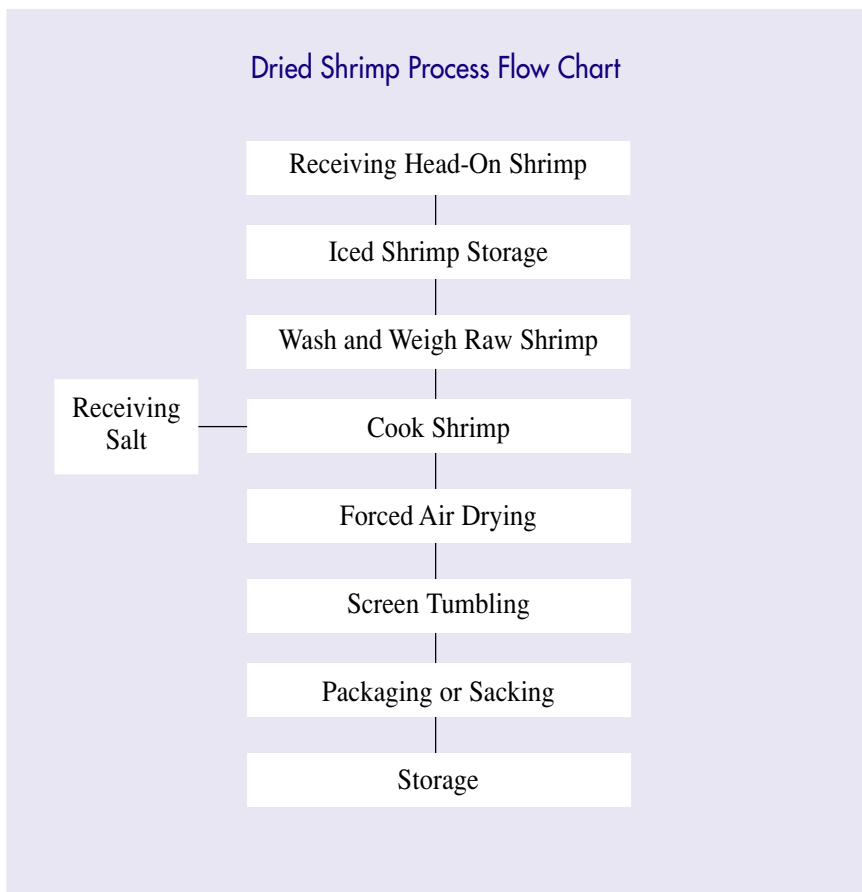 Dried Shrimp Process Flow Chart
Receiving Head-On Shrimp
Iced Shrimp Storage
Wash and Weigh Raw Shrimp
Receiving
Salt
Cook Shrimp
Forced Air Drying
Screen Tumbling
Packaging or Sacking
Storage